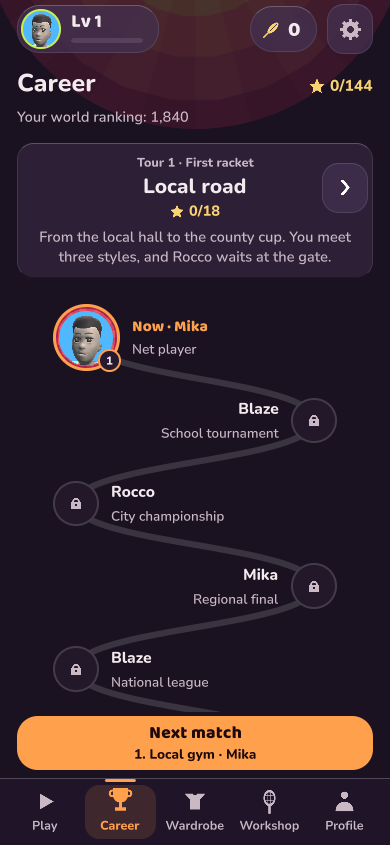 Lv 1
0
Career
0/144
Your world ranking: 1,840
Tour 1 · First racket
Local road
0/18
From the local hall to the county cup. You meet
three styles, and Rocco waits at the gate.
Now · Mika
Net player
1
Blaze
School tournament
Rocco
City championship
Mika
Regional final
Blaze
National league
Next match
1. Local gym · Mika
Play
Career
Wardrobe
Workshop
Profile